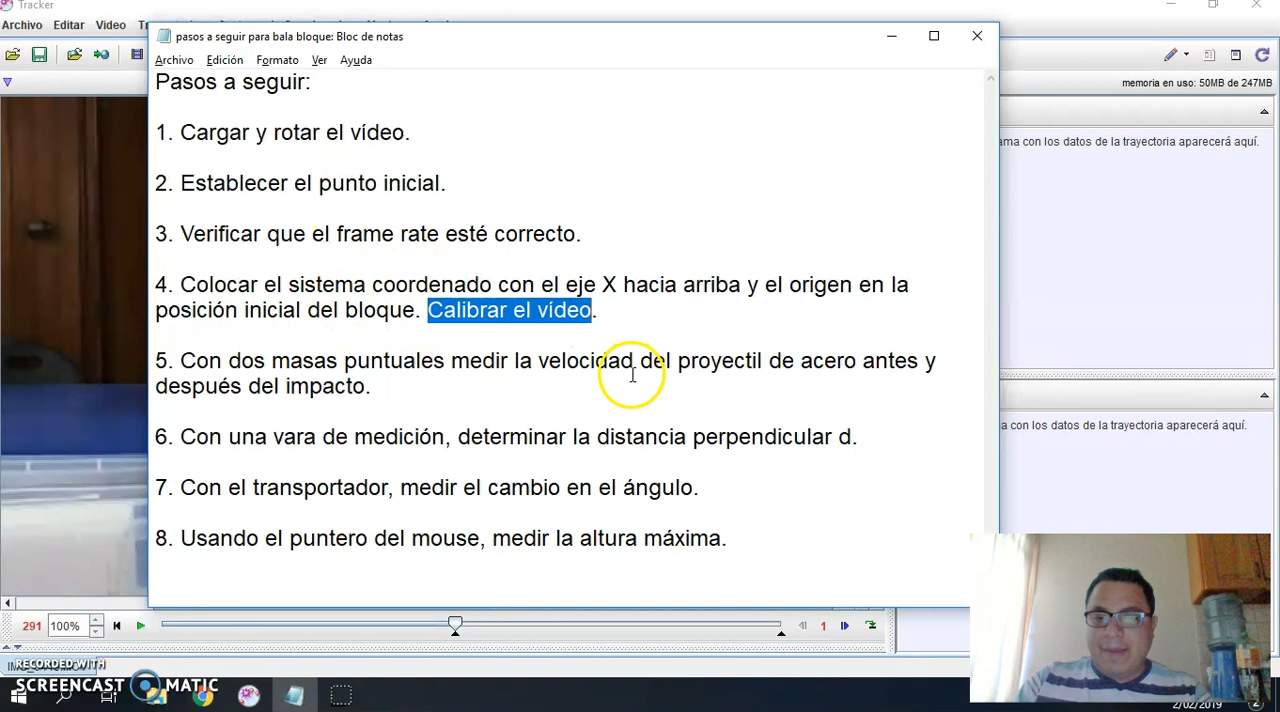 Tracker
Archivo Editar Video
pasos a seguir para bala bloque: Bloc de notas
Archivo Edición Formato Ver Ayuda
memoria en uso: 50MB de 247MB
Pasos a seguir:
1. Cargar y rotar el vídeo.
2. Establecer el punto inicial.
3. Verificar que el frame rate esté correcto.
4. Colocar el sistema coordenado con el eje X hacia arriba y el origen en la
posición inicial del bloque. Calibrar el vídeo.
5. Con dos masas puntuales medir la velocidad del proyectil de acero antes y
después del impacto.
6. Con una vara de medición, determinar la distancia perpendicular d.
7. Con el transportador, medir el cambio en el ángulo.
8. Usando el puntero del mouse, medir la altura máxima.
con los datos de la trayectoria aparecerá aquí.
con los datos de la trayectoria aparecerá aquí.
291 100% 1
RECORDED WITH
SCREENCAST MATIC
2/02/2019
2